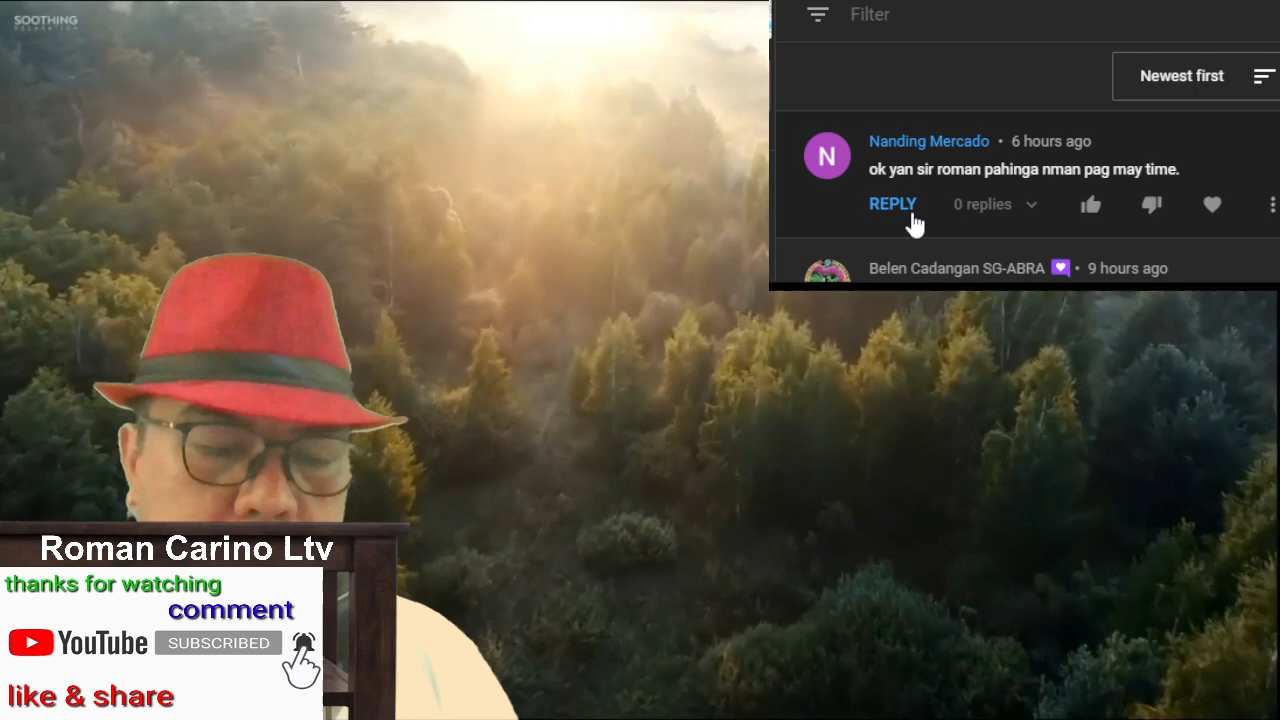 SOOTHING
RELAXATION
Filter
Newest first
N
Nanding Mercado • 6 hours ago
ok yan sir roman pahinga nman pag may time.
REPLY 0 replies
Belen Cadangan SG-ABRA • 9 hours ago
Roman Carino Ltv
thanks for watching
comment
YouTube SUBSCRIBED
like & share